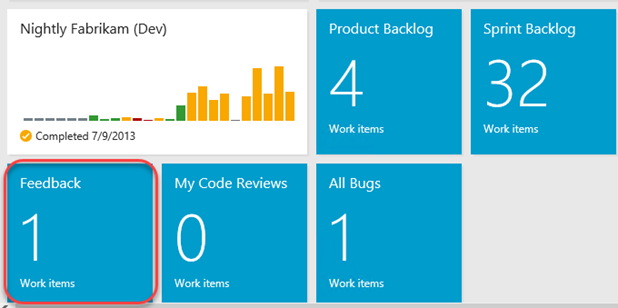 Nightly Fabrikam (Dev)
Completed 7/9/2013
Product Backlog
4
Work items
Sprint Backlog
32
Work items
Feedback
1
Work items
My Code Reviews
0
Work items
All Bugs
1
Work items